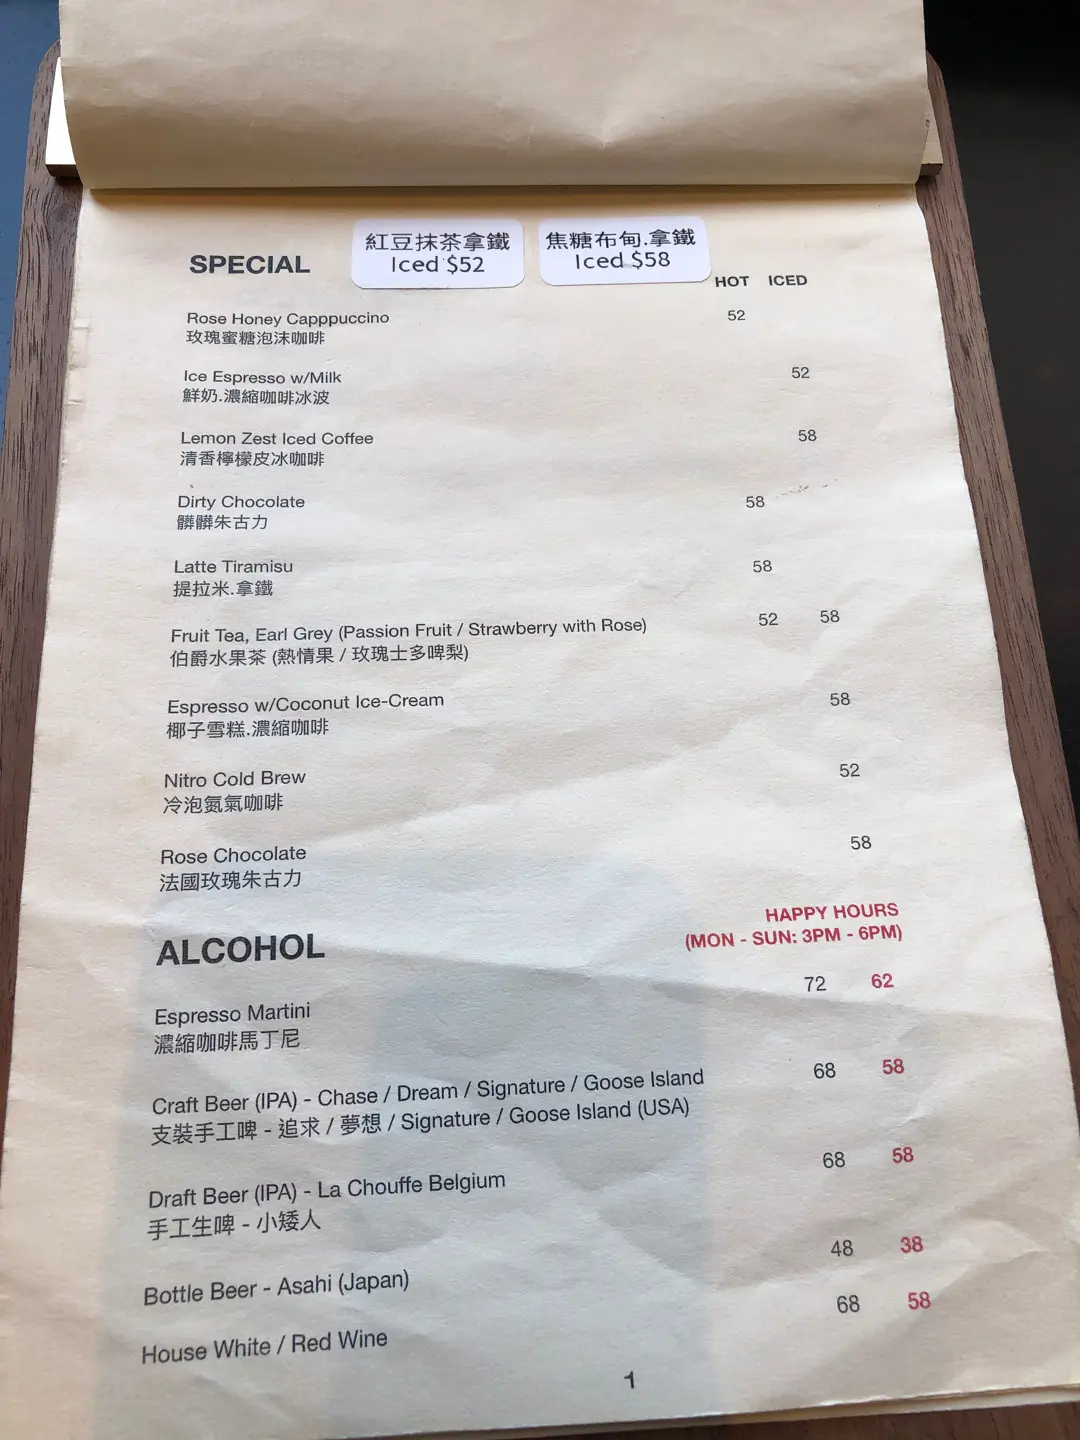 SPECIAL
紅豆抹茶拿鐵
Iced $52
焦糖布甸.拿鐵
Iced $58
HOT ICED
Rose Honey Capppuccino 52
玫瑰蜜糖泡沫咖啡
Ice Espresso w/Milk 52
鮮奶.濃縮咖啡冰波
Lemon Zest Iced Coffee 58
清香檸檬皮冰咖啡
Dirty Chocolate 58
髒髒朱古力
Latte Tiramisu 58
提拉米.拿鐵
Fruit Tea, Earl Grey (Passion Fruit / Strawberry with Rose) 52 58
伯爵水果茶 (熱情果 / 玫瑰士多啤梨)
Espresso w/Coconut Ice-Cream 58
椰子雪糕.濃縮咖啡
Nitro Cold Brew 52
冷泡氮氣咖啡
Rose Chocolate 58
法國玫瑰朱古力
HAPPY HOURS
ALCOHOL (MON - SUN: 3PM - 6PM)
Espresso Martini 72 62
濃縮咖啡馬丁尼
Craft Beer (IPA) - Chase / Dream / Signature / Goose Island 68 58
支裝手工啤 - 追求 / 夢想 / Signature / Goose Island (USA)
Draft Beer (IPA) - La Chouffe Belgium 68 58
手工生啤 - 小矮人
Bottle Beer - Asahi (Japan) 48 38
House White / Red Wine 68 58
1